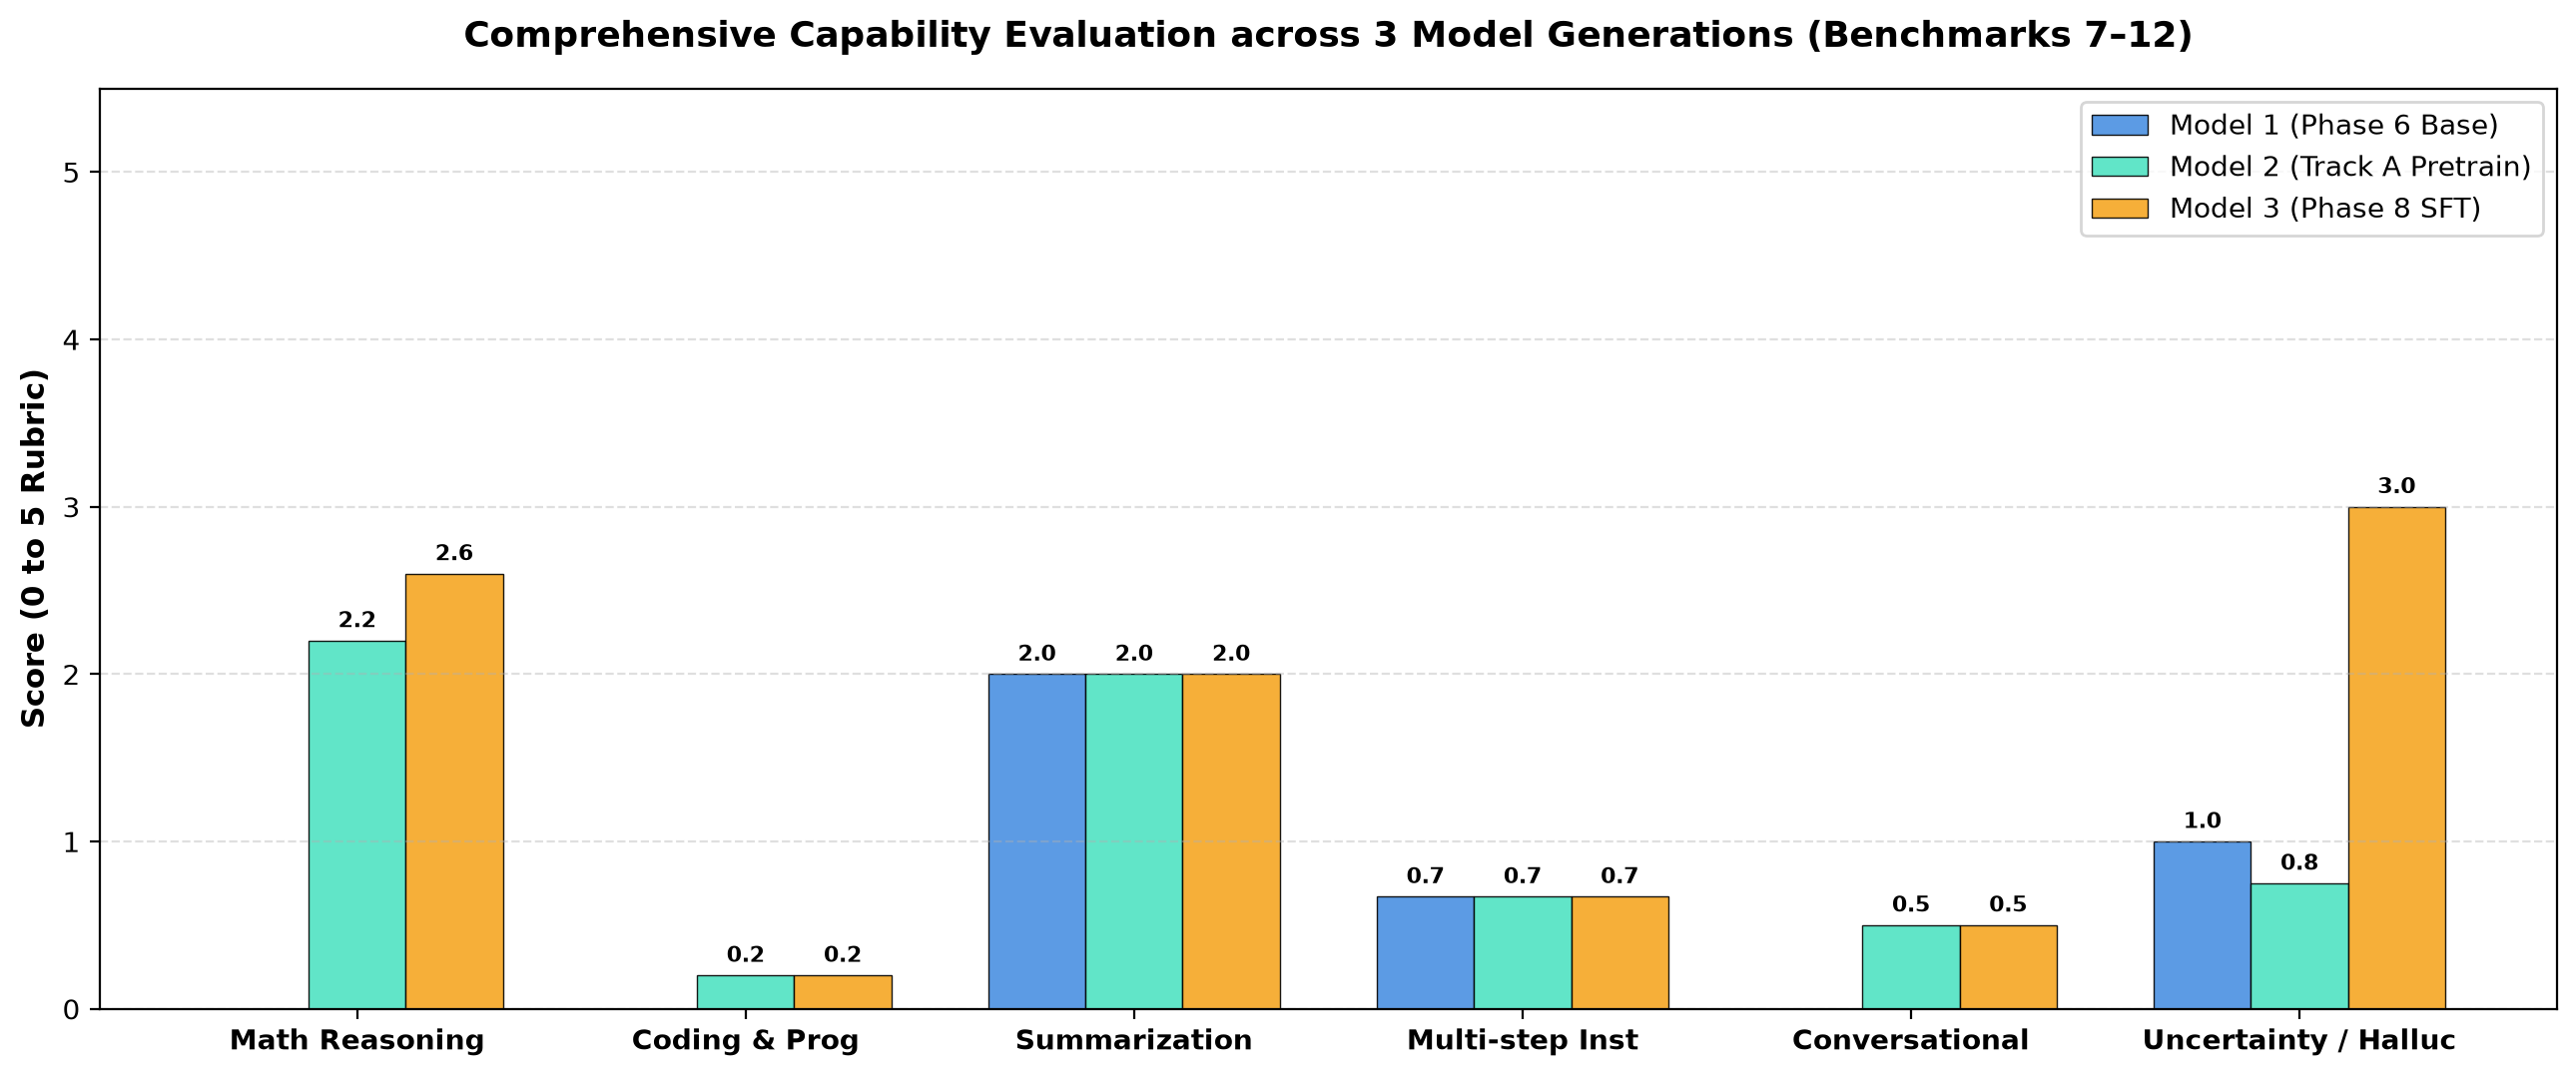 Comprehensive Capability Evaluation across 3 Model Generations (Benchmarks 7–12)
Model 1 (Phase 6 Base)
Model 2 (Track A Pretrain)
Model 3 (Phase 8 SFT)
Score (0 to 5 Rubric)
5
4
3
2
1
0
2.2
2.6
0.2
0.2
2.0
2.0
2.0
0.7
0.7
0.7
0.5
0.5
1.0
0.8
3.0
Math Reasoning
Coding & Prog
Summarization
Multi-step Inst
Conversational
Uncertainty / Halluc